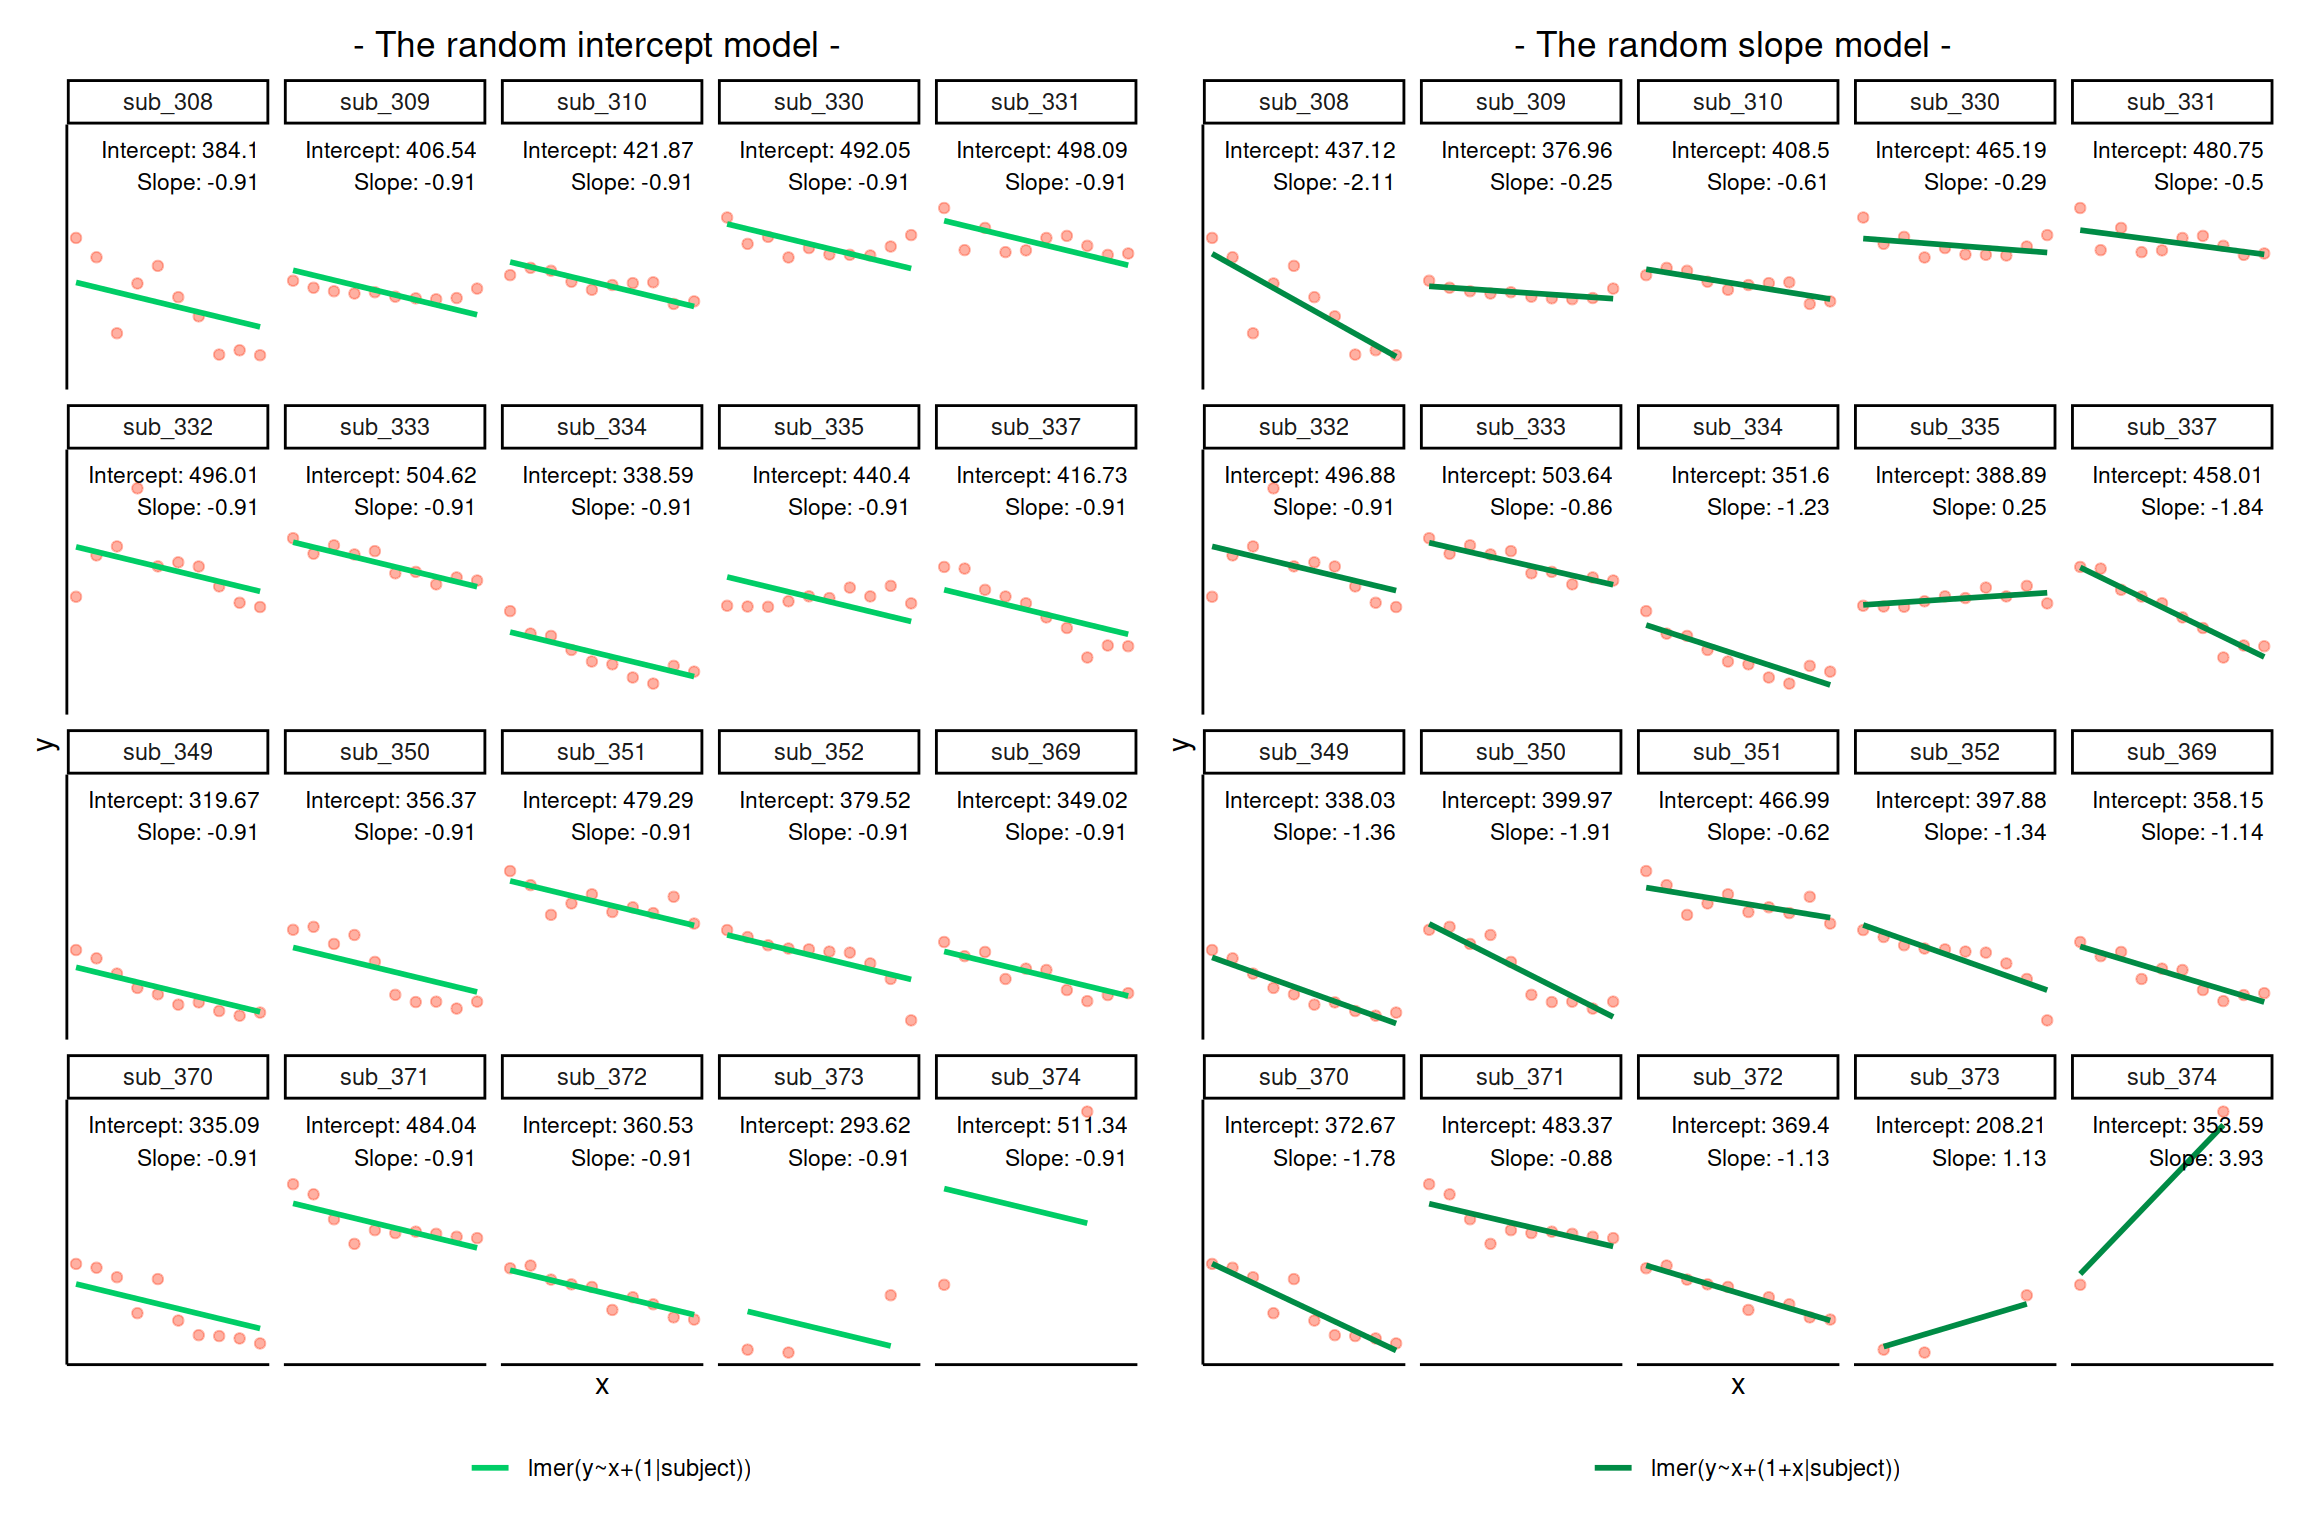 - The random intercept model -
sub_308 sub_309 sub_310 sub_330 sub_331
Intercept: 384.1 Intercept: 406.54 Intercept: 421.87 Intercept: 492.05 Intercept: 498.09
Slope: -0.91 Slope: -0.91 Slope: -0.91 Slope: -0.91 Slope: -0.91
sub_332 sub_333 sub_334 sub_335 sub_337
Intercept: 496.01 Intercept: 504.62 Intercept: 338.59 Intercept: 440.4 Intercept: 416.73
Slope: -0.91 Slope: -0.91 Slope: -0.91 Slope: -0.91 Slope: -0.91
y
sub_349 sub_350 sub_351 sub_352 sub_369
Intercept: 319.67 Intercept: 356.37 Intercept: 479.29 Intercept: 379.52 Intercept: 349.02
Slope: -0.91 Slope: -0.91 Slope: -0.91 Slope: -0.91 Slope: -0.91
sub_370 sub_371 sub_372 sub_373 sub_374
Intercept: 335.09 Intercept: 484.04 Intercept: 360.53 Intercept: 293.62 Intercept: 511.34
Slope: -0.91 Slope: -0.91 Slope: -0.91 Slope: -0.91 Slope: -0.91
x
lmer(y~x+(1|subject))
- The random slope model -
sub_308 sub_309 sub_310 sub_330 sub_331
Intercept: 437.12 Intercept: 376.96 Intercept: 408.5 Intercept: 465.19 Intercept: 480.75
Slope: -2.11 Slope: -0.25 Slope: -0.61 Slope: -0.29 Slope: -0.5
sub_332 sub_333 sub_334 sub_335 sub_337
Intercept: 496.88 Intercept: 503.64 Intercept: 351.6 Intercept: 388.89 Intercept: 458.01
Slope: -0.91 Slope: -0.86 Slope: -1.23 Slope: 0.25 Slope: -1.84
y
sub_349 sub_350 sub_351 sub_352 sub_369
Intercept: 338.03 Intercept: 399.97 Intercept: 466.99 Intercept: 397.88 Intercept: 358.15
Slope: -1.36 Slope: -1.91 Slope: -0.62 Slope: -1.34 Slope: -1.14
sub_370 sub_371 sub_372 sub_373 sub_374
Intercept: 372.67 Intercept: 483.37 Intercept: 369.4 Intercept: 208.21 Intercept: 353.59
Slope: -1.78 Slope: -0.88 Slope: -1.13 Slope: 1.13 Slope: 3.93
x
lmer(y~x+(1+x|subject))